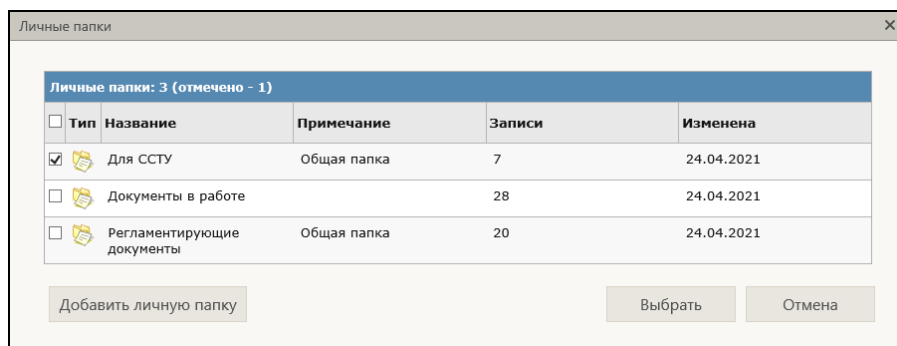 Личные папки
Личные папки: 3 (отмечено - 1)
Тип Название Примечание Записи Изменена
Для ССТУ Общая папка 7 24.04.2021
Документы в работе 28 24.04.2021
Регламентирующие Общая папка 20 24.04.2021
документы
Добавить личную папку Выбрать Отмена